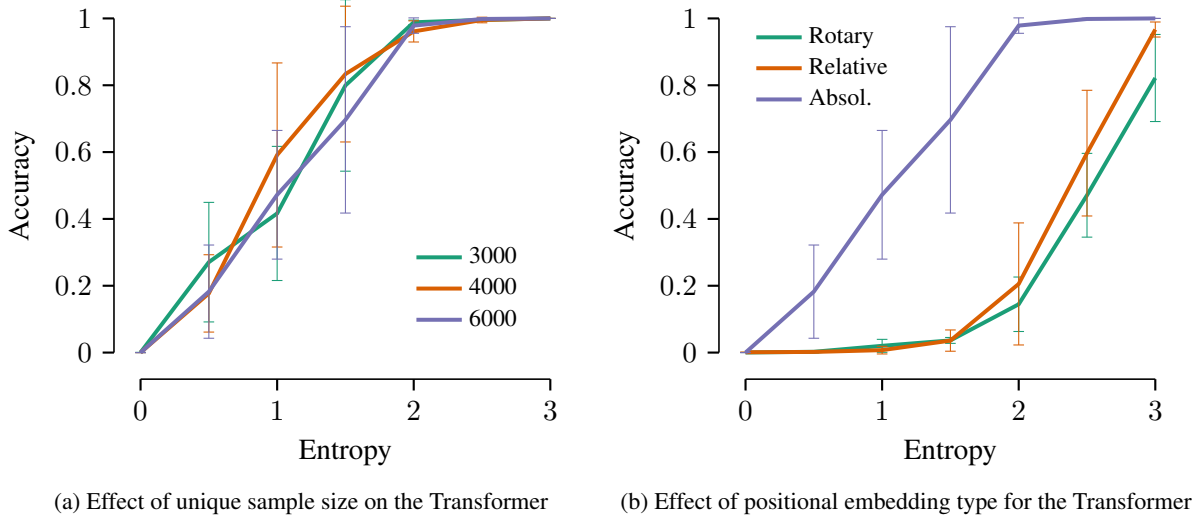 1
0.8
0.6
0.4
0.2
0
Accuracy
3000
4000
6000
0
1
2
3
Entropy
(a) Effect of unique sample size on the Transformer
1
0.8
0.6
0.4
0.2
0
Accuracy
Rotary
Relative
Absol.
0
1
2
3
Entropy
(b) Effect of positional embedding type for the Transformer